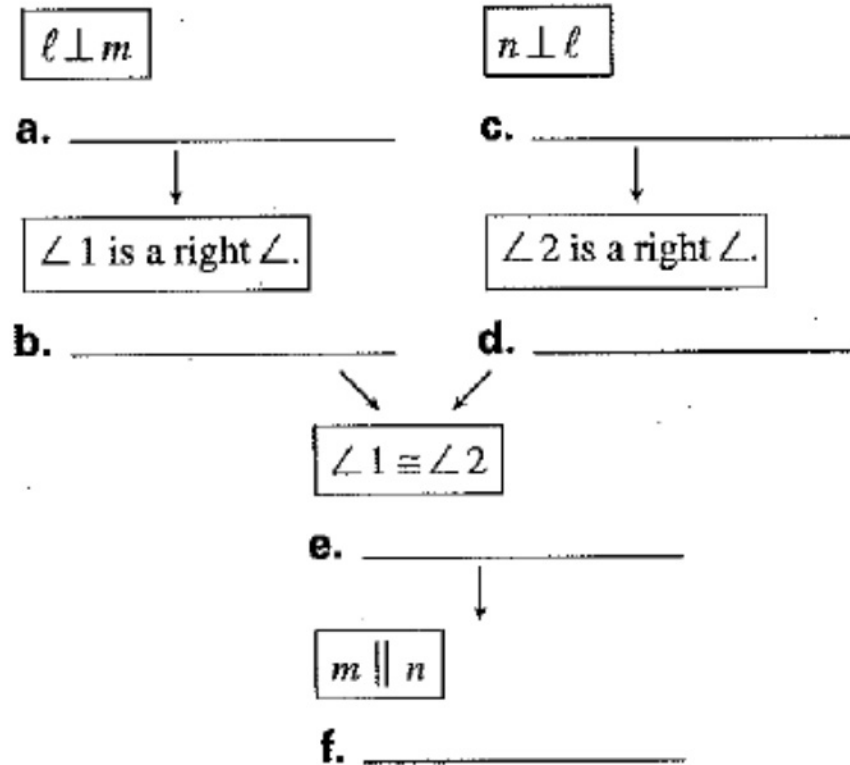 ℓ ⊥ m
n ⊥ ℓ
a.
c.
∠1 is a right ∠.
∠2 is a right ∠.
b.
d.
∠1 ≅ ∠2
e.
m ∥ n
f.